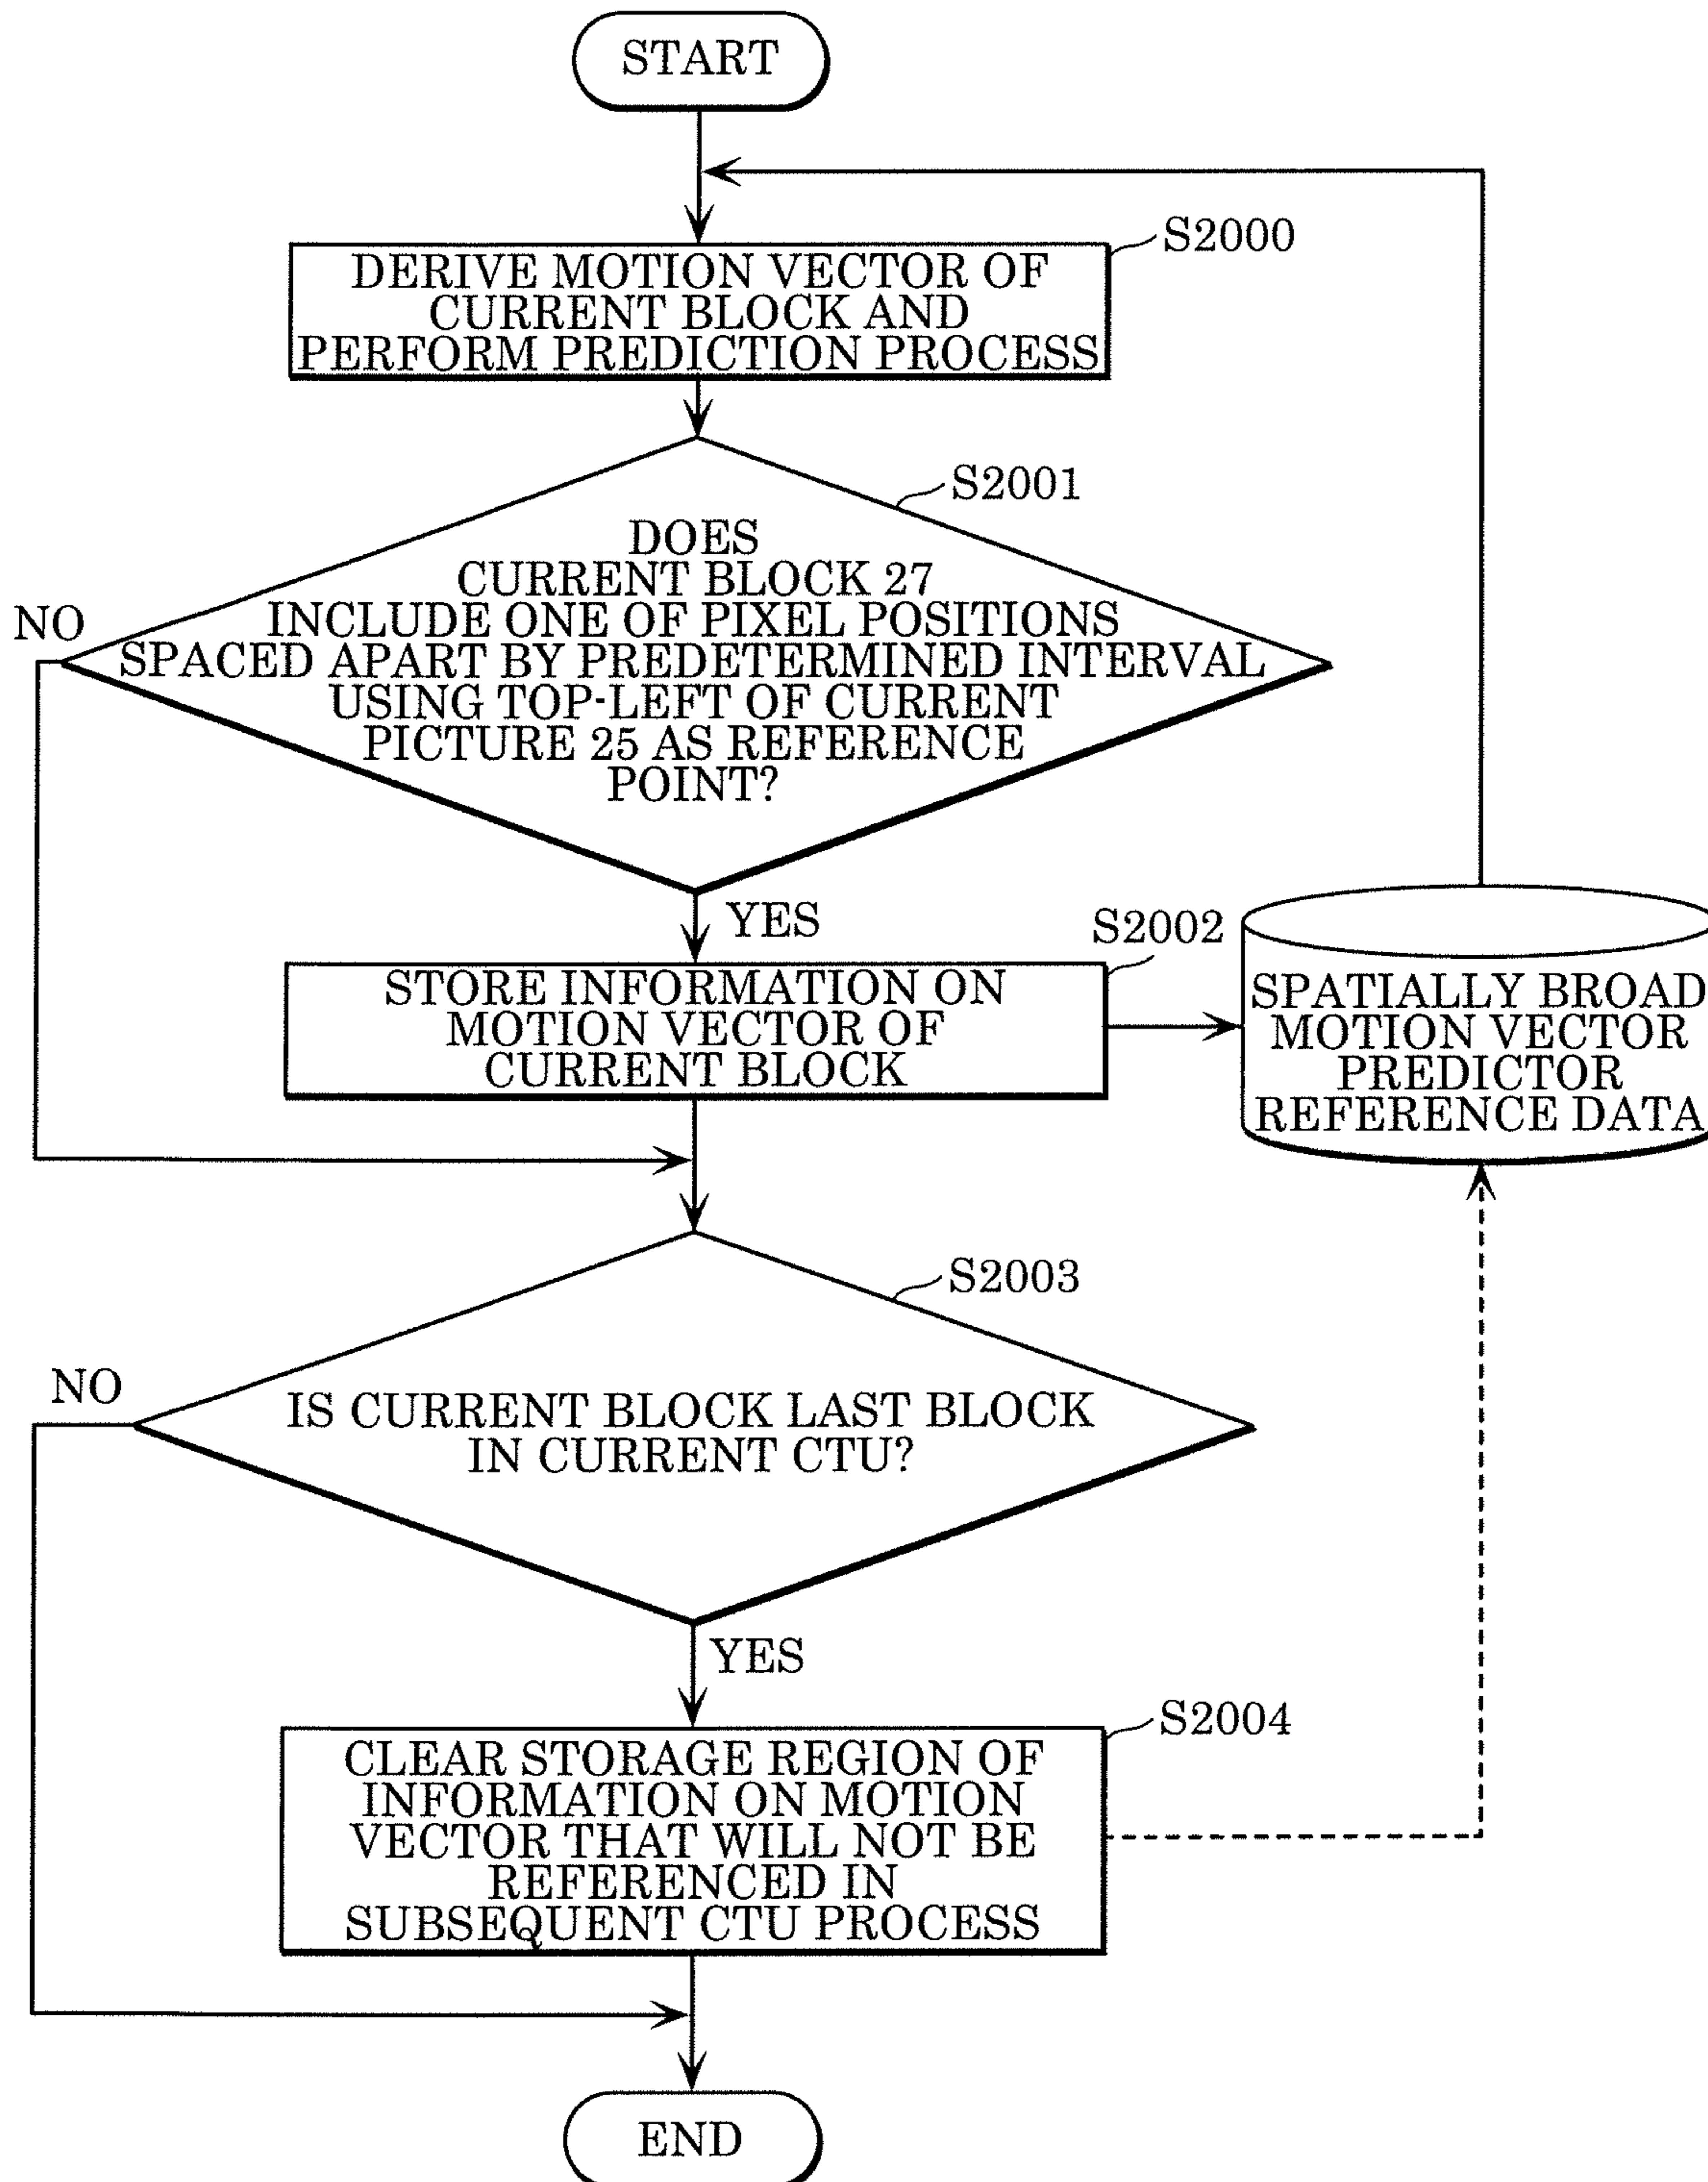 START
S2000
DERIVE MOTION VECTOR OF
CURRENT BLOCK AND
PERFORM PREDICTION PROCESS
S2001
DOES
CURRENT BLOCK 27
INCLUDE ONE OF PIXEL POSITIONS
SPACED APART BY PREDETERMINED INTERVAL
USING TOP-LEFT OF CURRENT
PICTURE 25 AS REFERENCE
POINT?
NO
YES
S2002
STORE INFORMATION ON
MOTION VECTOR OF
CURRENT BLOCK
SPATIALLY BROAD
MOTION VECTOR
PREDICTOR
REFERENCE DATA
S2003
NO
IS CURRENT BLOCK LAST BLOCK
IN CURRENT CTU?
YES
S2004
CLEAR STORAGE REGION OF
INFORMATION ON MOTION
VECTOR THAT WILL NOT BE
REFERENCED IN
SUBSEQUENT CTU PROCESS
END